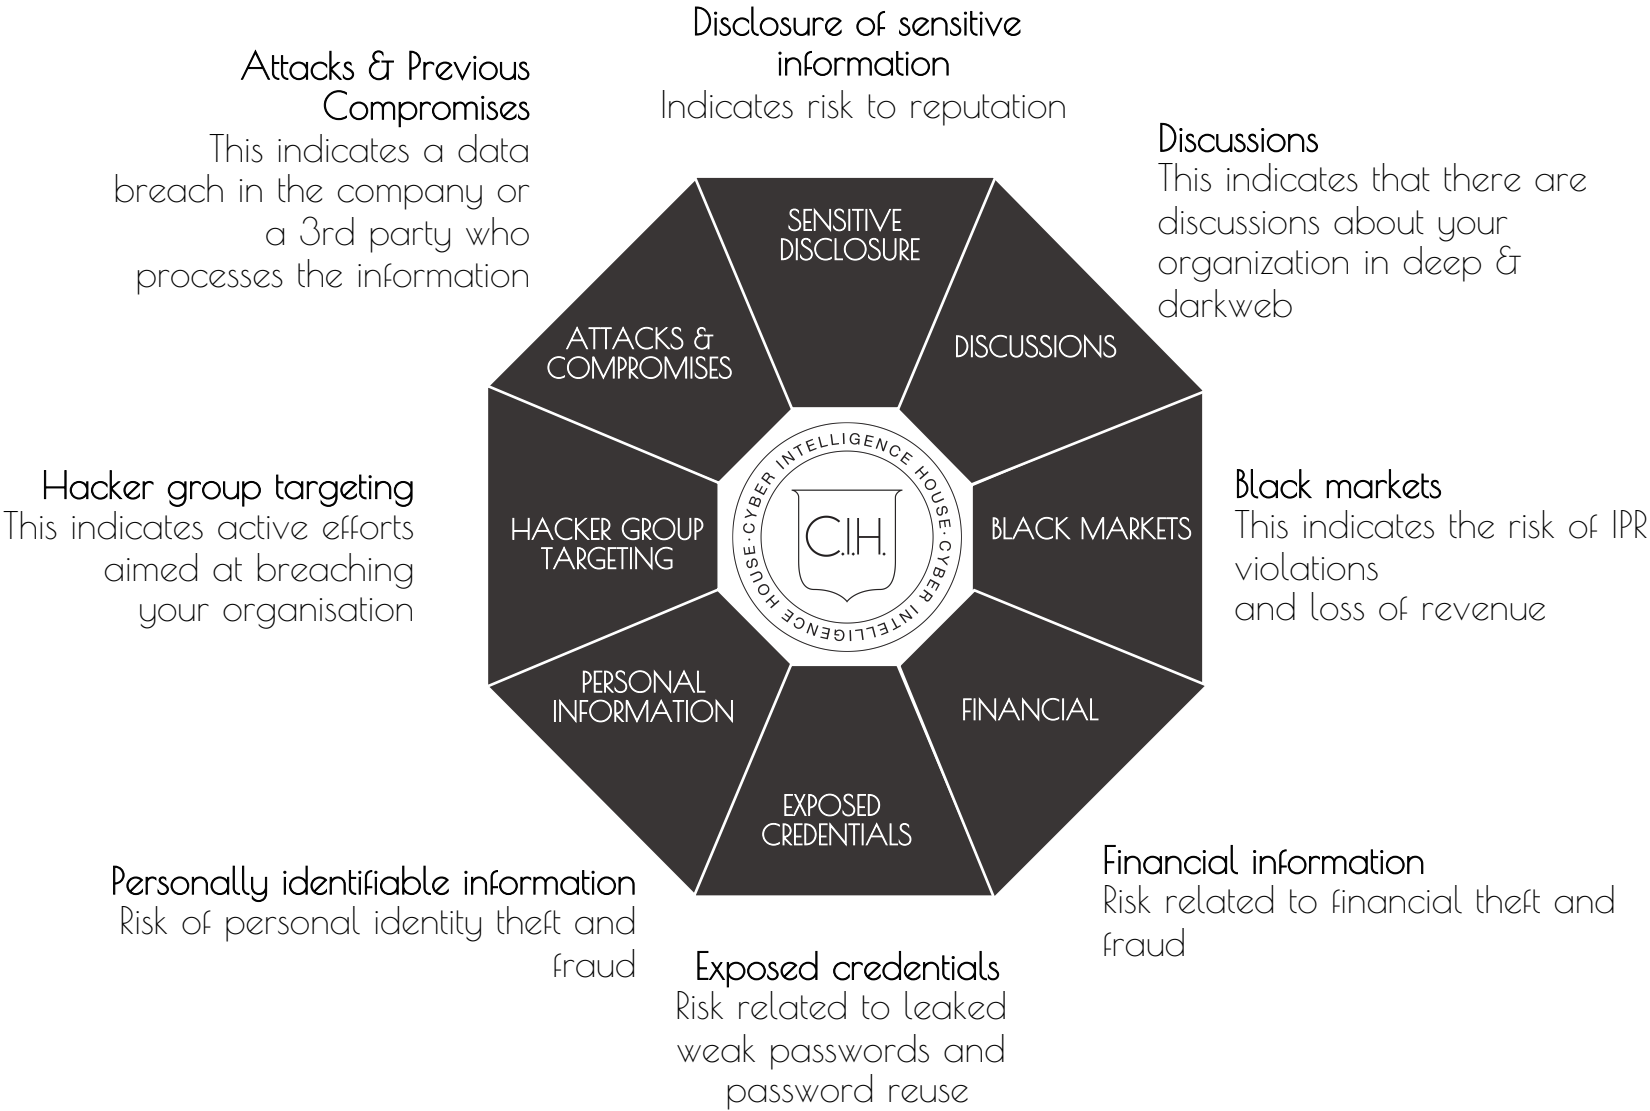 Disclosure of sensitive
information
Indicates risk to reputation
Attacks & Previous
Compromises
This indicates a data
breach in the company or
a 3rd party who
processes the information
Discussions
This indicates that there are
discussions about your
organization in deep &
darkweb
SENSITIVE
DISCLOSURE
ATTACKS &
COMPROMISES
DISCUSSIONS
Hacker group targeting
This indicates active efforts
aimed at breaching
your organisation
HACKER GROUP
TARGETING
CYBER INTELLIGENCE HOUSE · CYBER INTELLIGENCE HOUSE ·
C.I.H.
BLACK MARKETS
Black markets
This indicates the risk of IPR
violations
and loss of revenue
PERSONAL
INFORMATION
FINANCIAL
EXPOSED
CREDENTIALS
Personally identifiable information
Risk of personal identity theft and
fraud
Exposed credentials
Risk related to leaked
weak passwords and
password reuse
Financial information
Risk related to financial theft and
fraud